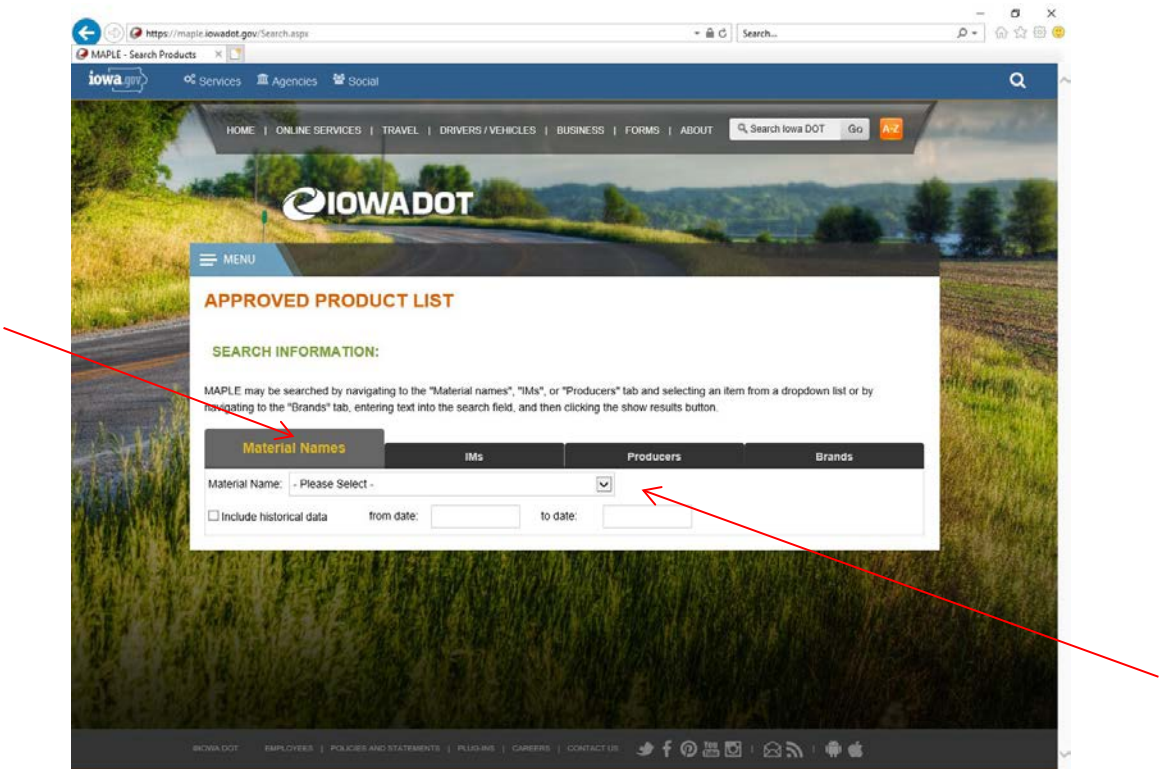 https://maple.iowadot.gov/Search.aspx
Search...
MAPLE - Search Products
iowa.gov
Services Agencies Social
HOME | ONLINE SERVICES | TRAVEL | DRIVERS / VEHICLES | BUSINESS | FORMS | ABOUT
Search Iowa DOT Go A-Z
IOWADOT
MENU
APPROVED PRODUCT LIST
SEARCH INFORMATION:
MAPLE may be searched by navigating to the "Material names", "IMs", or "Producers" tab and selecting an item from a dropdown list or by
navigating to the "Brands" tab, entering text into the search field, and then clicking the show results button.
Material Names IMs Producers Brands
Material Name: - Please Select -
Include historical data from date: to date:
IOWA DOT EMPLOYEES | POLICIES AND STATEMENTS | PLUG-INS | CAREERS | CONTACT US You Tube